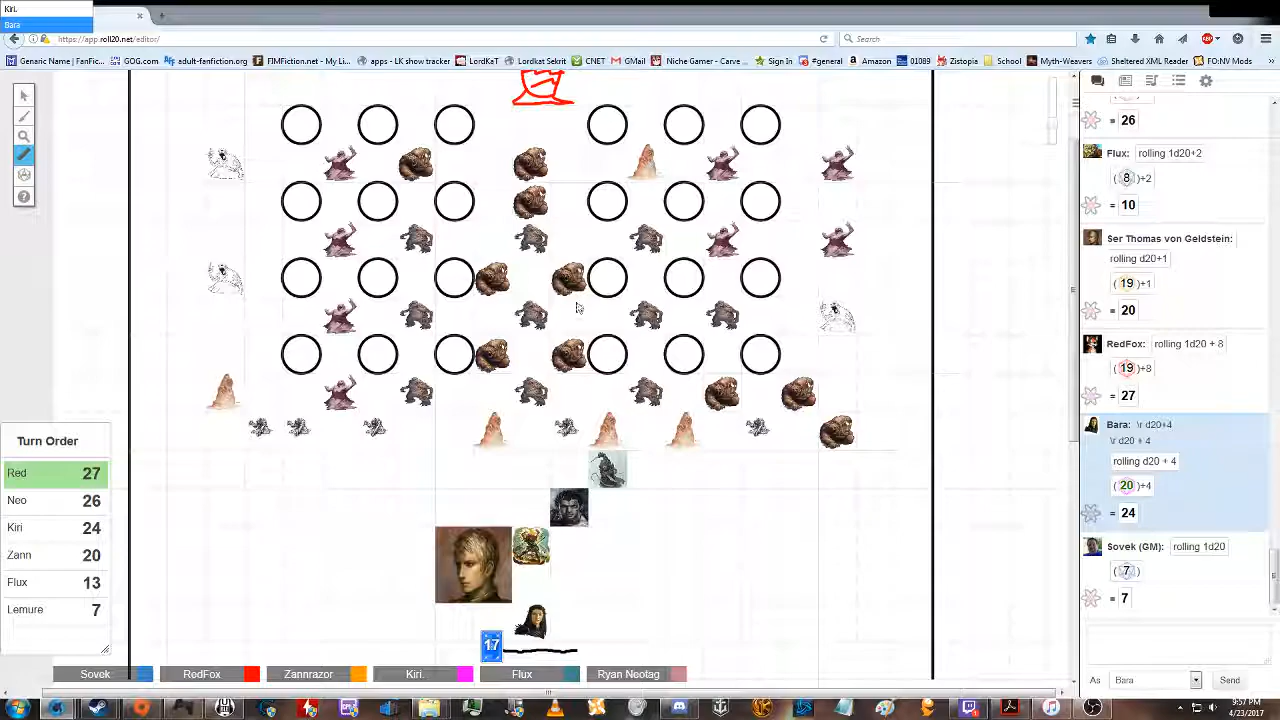 Kiri.
Bara
https://app.roll20.net/editor/
Search
Generic Name | FanFic...
GOG.com
adult-fanfiction.org
FIMFiction.net - My Li...
apps - LK show tracker
LordKaT
Lordkat Sekrit
CNET
GMail
Niche Gamer - Carve ...
Sign In
#general
Amazon
01089
Zistopia
School
Myth-Weavers
Sheltered XML Reader
FO:NV Mods
= 26
Flux: rolling 1d20+2
(8)+2
= 10
Ser Thomas von Geldstein:
rolling d20+1
(19)+1
= 20
RedFox: rolling 1d20 + 8
(19)+8
= 27
Bara: \r d20+4
\r d20 + 4
rolling d20 + 4
(20)+4
= 24
Sovek (GM): rolling 1d20
(7)
= 7
As Bara Send
Turn Order
Red 27
Neo 26
Kiri 24
Zann 20
Flux 13
Lemure 7
17
Sovek
RedFox
Zannrazor
Kiri.
Flux
Ryan Neotag
9:57 PM
4/23/2017